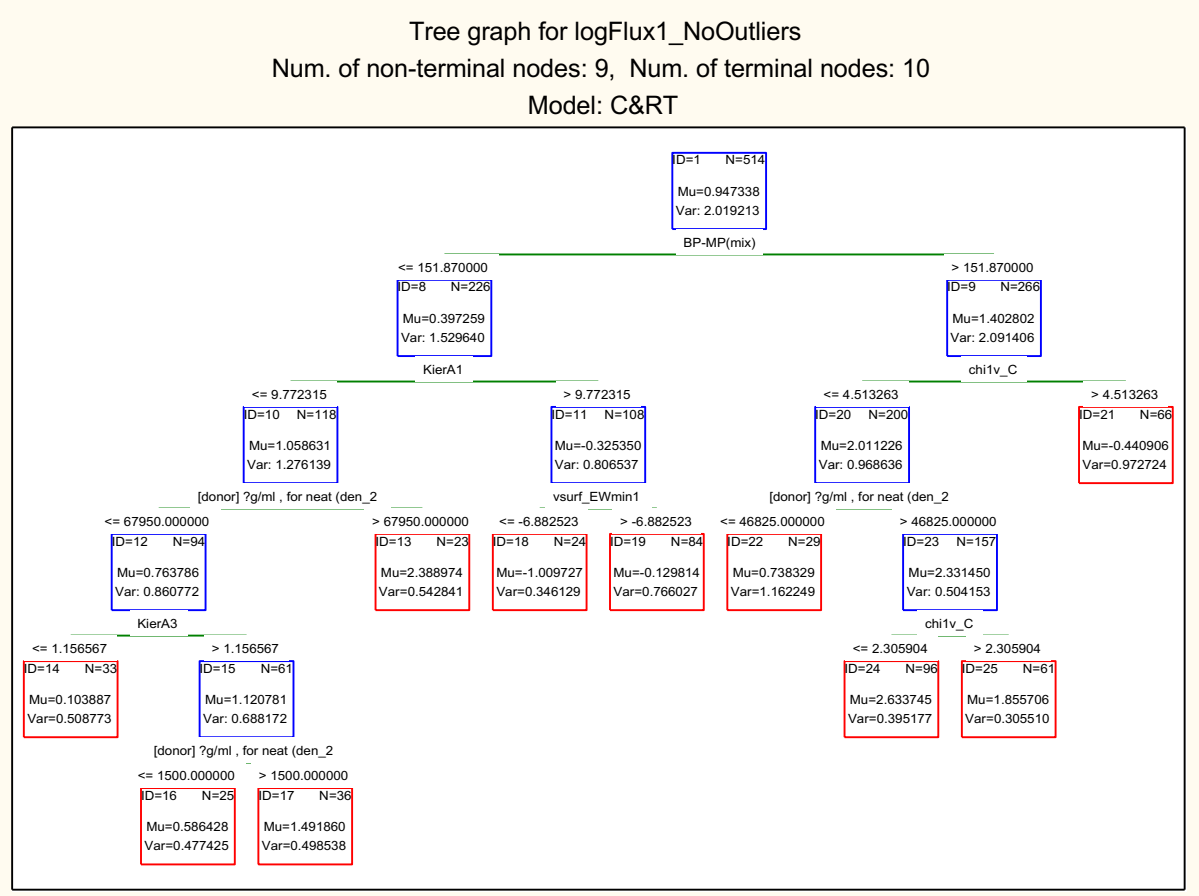 Tree graph for logFlux1_NoOutliers
Num. of non-terminal nodes: 9,  Num. of terminal nodes: 10
Model: C&RT
ID=1 N=514
Mu=0.947338
Var: 2.019213
BP-MP(mix)
<= 151.870000 > 151.870000
ID=8 N=226 ID=9 N=266
Mu=0.397259 Mu=1.402802
Var: 1.529640 Var: 2.091406
KierA1 chi1v_C
<= 9.772315 > 9.772315 <= 4.513263 > 4.513263
ID=10 N=118 ID=11 N=108 ID=20 N=200 ID=21 N=66
Mu=1.058631 Mu=-0.325350 Mu=2.011226 Mu=-0.440906
Var: 1.276139 Var: 0.806537 Var: 0.968636 Var=0.972724
[donor] ?g/ml , for neat (den_2 vsurf_EWmin1 [donor] ?g/ml , for neat (den_2
<= 67950.000000 > 67950.000000 <= -6.882523 > -6.882523 <= 46825.000000 > 46825.000000
ID=12 N=94 ID=13 N=23 ID=18 N=24 ID=19 N=84 ID=22 N=29 ID=23 N=157
Mu=0.763786 Mu=2.388974 Mu=-1.009727 Mu=-0.129814 Mu=0.738329 Mu=2.331450
Var: 0.860772 Var=0.542841 Var=0.346129 Var=0.766027 Var=1.162249 Var: 0.504153
KierA3 chi1v_C
<= 1.156567 > 1.156567 <= 2.305904 > 2.305904
ID=14 N=33 ID=15 N=61 ID=24 N=96 ID=25 N=61
Mu=0.103887 Mu=1.120781 Mu=2.633745 Mu=1.855706
Var=0.508773 Var: 0.688172 Var=0.395177 Var=0.305510
[donor] ?g/ml , for neat (den_2
<= 1500.000000 > 1500.000000
ID=16 N=25 ID=17 N=36
Mu=0.586428 Mu=1.491860
Var=0.477425 Var=0.498538